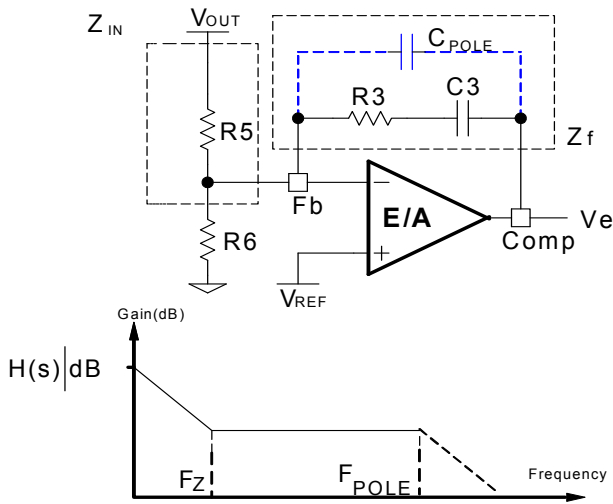 Z IN
VOUT
CPOLE
R3
C3
R5
Zf
Fb
E/A
Ve
Comp
R6
VREF
Gain(dB)
H(s)|dB
FZ
FPOLE
Frequency